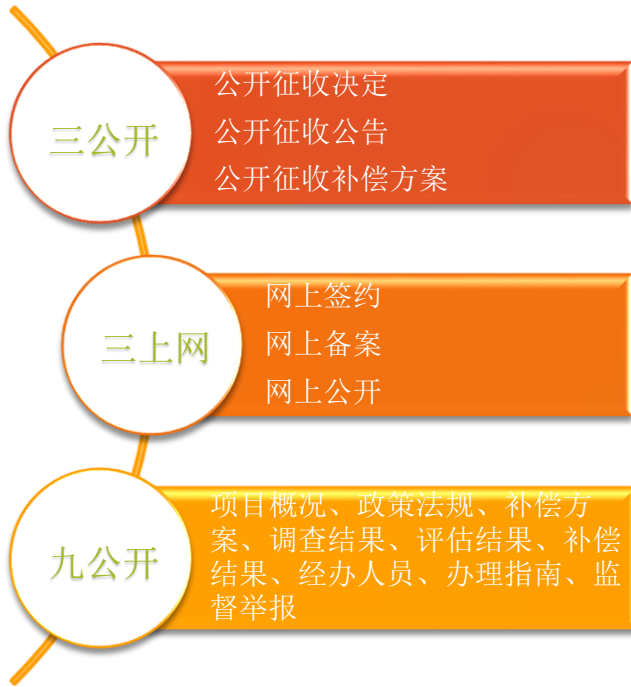 三公开
公开征收决定
公开征收公告
公开征收补偿方案
三上网
网上签约
网上备案
网上公开
九公开
项目概况、政策法规、补偿方
案、调查结果、评估结果、补偿
结果、经办人员、办理指南、监
督举报